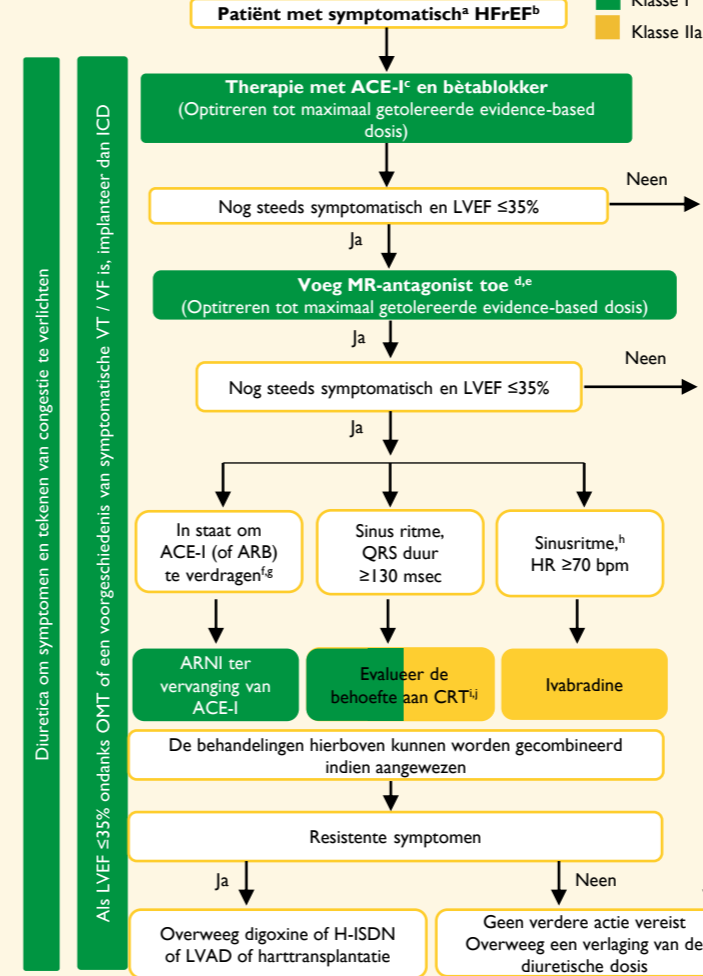 Patiënt met symptomatischᵃ HFrEFᵇ
Klasse I
Klasse IIa
Diuretica om symptomen en tekenen van congestie te verlichten
Als LVEF ≤35% ondanks OMT of een voorgeschiedenis van symptomatische VT / VF is, implanteer dan ICD
Therapie met ACE-Iᶜ en bètablokker
(Optitreren tot maximaal getolereerde evidence-based
dosis)
Nog steeds symptomatisch en LVEF ≤35%
Neen
Ja
Voeg MR-antagonist toe ᵈ,ᵉ
(Optitreren tot maximaal getolereerde evidence-based dosis)
Ja
Nog steeds symptomatisch en LVEF ≤35%
Neen
Ja
In staat om
ACE-I (of ARB)
te verdragenᶠ,ᵍ
Sinus ritme,
QRS duur
≥130 msec
Sinusritme,ʰ
HR ≥70 bpm
ARNI ter
vervanging van
ACE-I
Evalueer de
behoefte aan CRTⁱ,ʲ
Ivabradine
De behandelingen hierboven kunnen worden gecombineerd
indien aangewezen
Resistente symptomen
Ja
Neen
Overweeg digoxine of H-ISDN
of LVAD of harttransplantatie
Geen verdere actie vereist
Overweeg een verlaging van de
diuretische dosis